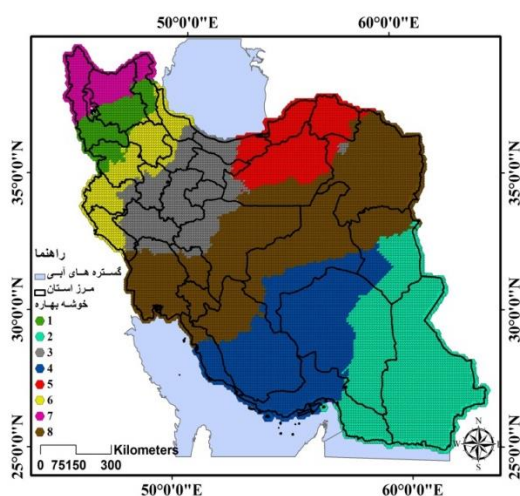 50°0'0"E 60°0'0"E
35°0'0"N 35°0'0"N
30°0'0"N 30°0'0"N
25°0'0"N 25°0'0"N
راهنما
گستره های آبی
مرز استان
خوشه بهاره
1
2
3
4
5
6
7
8
Kilometers
0 75150 300
N
W E
S
50°0'0"E 60°0'0"E